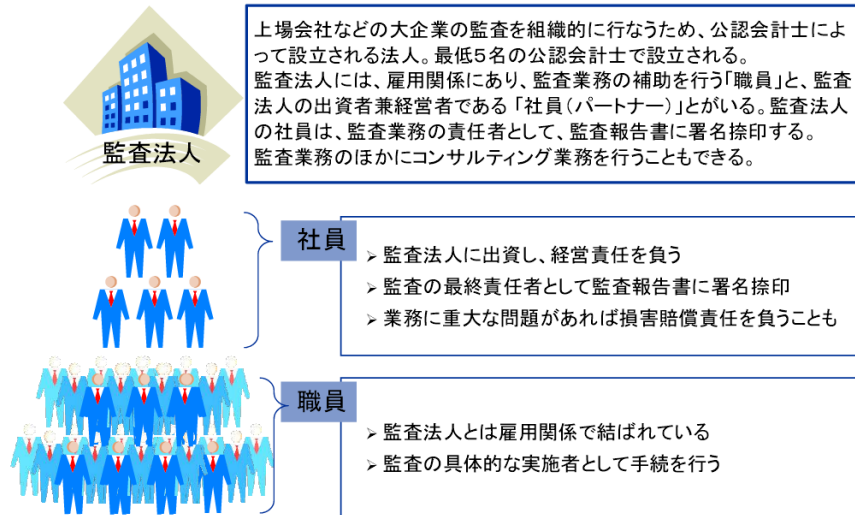 上場会社などの大企業の監査を組織的に行なうため、公認会計士によ
って設立される法人。最低5名の公認会計士で設立される。
監査法人には、雇用関係にあり、監査業務の補助を行う「職員」と、監査
法人の出資者兼経営者である「社員(パートナー)」とがいる。監査法人
の社員は、監査業務の責任者として、監査報告書に署名捺印する。
監査業務のほかにコンサルティング業務を行うこともできる。
監査法人
社員
➢ 監査法人に出資し、経営責任を負う
➢ 監査の最終責任者として監査報告書に署名捺印
➢ 業務に重大な問題があれば損害賠償責任を負うことも
職員
➢ 監査法人とは雇用関係で結ばれている
➢ 監査の具体的な実施者として手続を行う